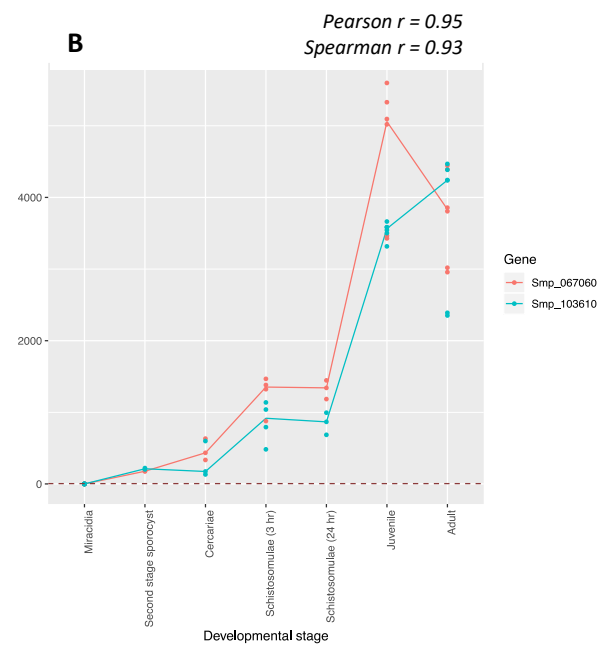 B
Pearson r = 0.95
Spearman r = 0.93
4000
2000
0
Gene
Smp_067060
Smp_103610
Miracidia
Second stage sporocyst
Cercariae
Schistosomulae (3 hr)
Schistosomulae (24 hr)
Juvenile
Adult
Developmental stage